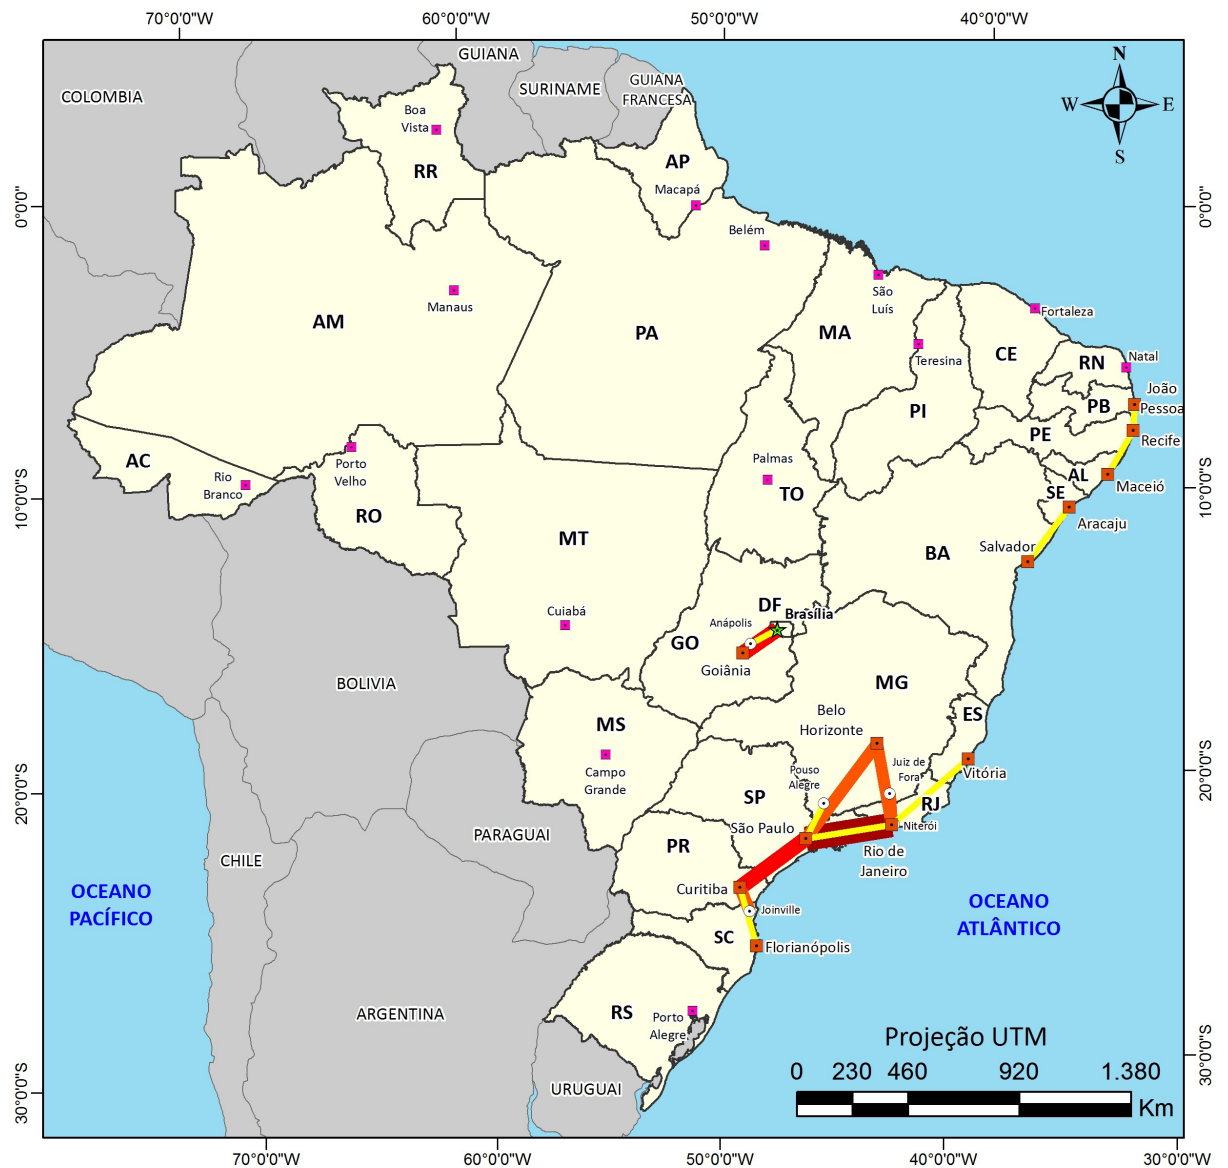 70°0'0"W
60°0'0"W
50°0'0"W
40°0'0"W
GUIANA
COLOMBIA
SURINAME
GUIANA
FRANCESA
N
W
E
S
Boa
Vista
RR
AP
Macapá
0°0'0"
0°0'0"
Belém
São
Luís
Manaus
Fortaleza
AM
PA
MA
Teresina
CE
RN
Natal
João
Pessoa
PB
PI
PE
Recife
AC
Rio
Branco
Porto
Velho
Palmas
TO
AL
Maceió
SE
10°0'0"S
10°0'0"S
RO
Aracaju
MT
BA
Salvador
Cuiabá
DF
Brasília
Anápolis
GO
Goiânia
BOLIVIA
MG
MS
Belo
Horizonte
ES
Campo
Grande
Pouso
Alegre
Juiz de
Fora
Vitória
20°0'0"S
20°0'0"S
SP
RJ
PARAGUAI
São Paulo
Niterói
PR
Rio de
Janeiro
CHILE
Curitiba
OCEANO
PACÍFICO
Joinville
OCEANO
ATLÂNTICO
SC
Florianópolis
ARGENTINA
RS
Porto
Alegre
Projeção UTM
0 230 460 920 1.380
Km
URUGUAI
30°0'0"S
30°0'0"S
70°0'0"W
60°0'0"W
50°0'0"W
40°0'0"W
30°0'0"W